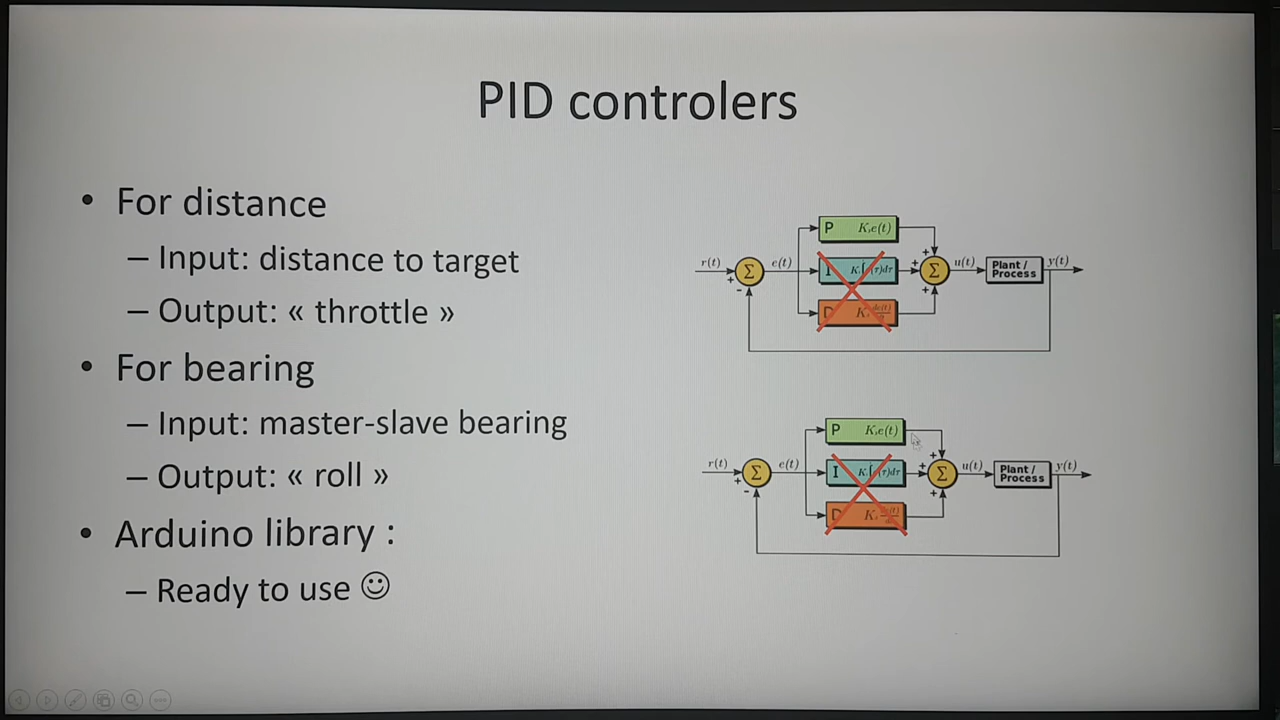 PID controlers
• For distance
– Input: distance to target
– Output: « throttle »
• For bearing
– Input: master-slave bearing
– Output: « roll »
• Arduino library :
– Ready to use ☺
P
r(t)
e(t)
Σ
I
D
Σ
u(t)
Plant /
Process
y(t)
+
-
+
+
+
P
r(t)
e(t)
Σ
I
D
Σ
u(t)
Plant /
Process
y(t)
+
-
+
+
+